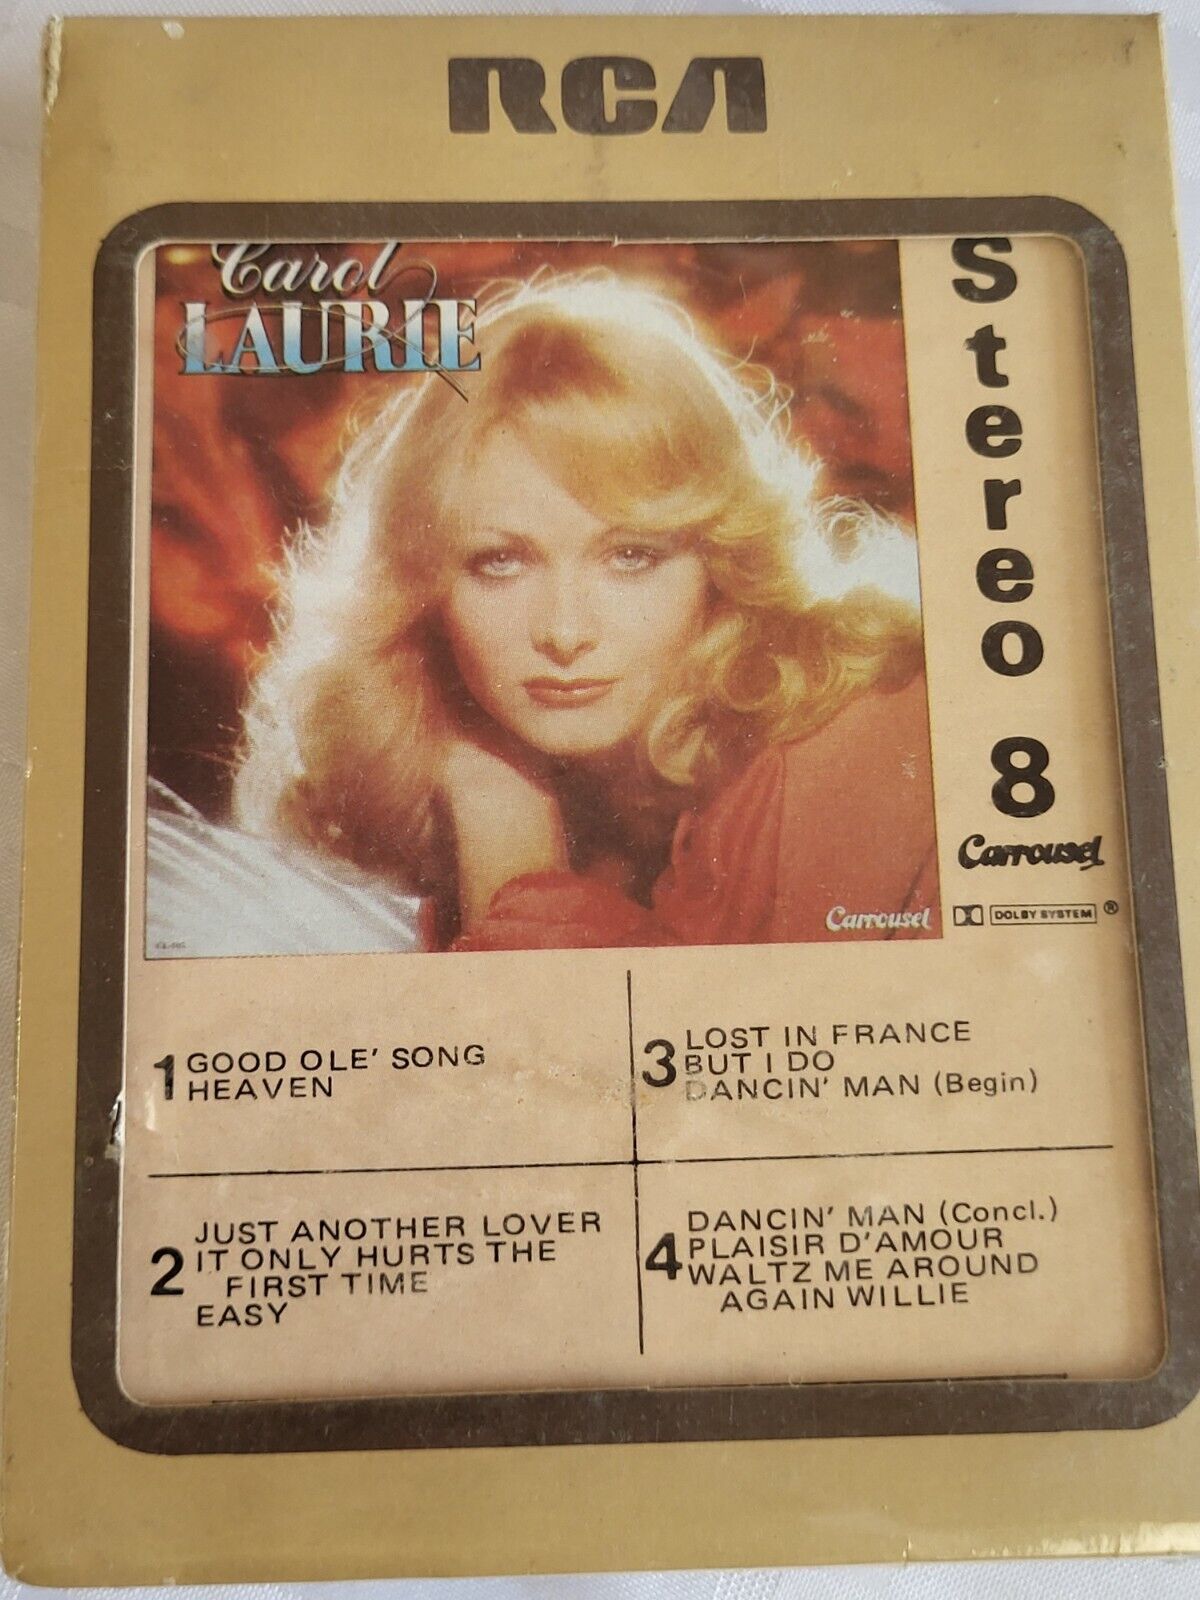 RCA
Carol
LAURIE
Stereo 8
Carrousel
DOLBY SYSTEM ®
Carrousel
1 GOOD OLE' SONG
HEAVEN
2 JUST ANOTHER LOVER
IT ONLY HURTS THE
FIRST TIME
EASY
3 LOST IN FRANCE
BUT I DO
DANCIN' MAN (Begin)
4 DANCIN' MAN (Concl.)
PLAISIR D'AMOUR
WALTZ ME AROUND
AGAIN WILLIE